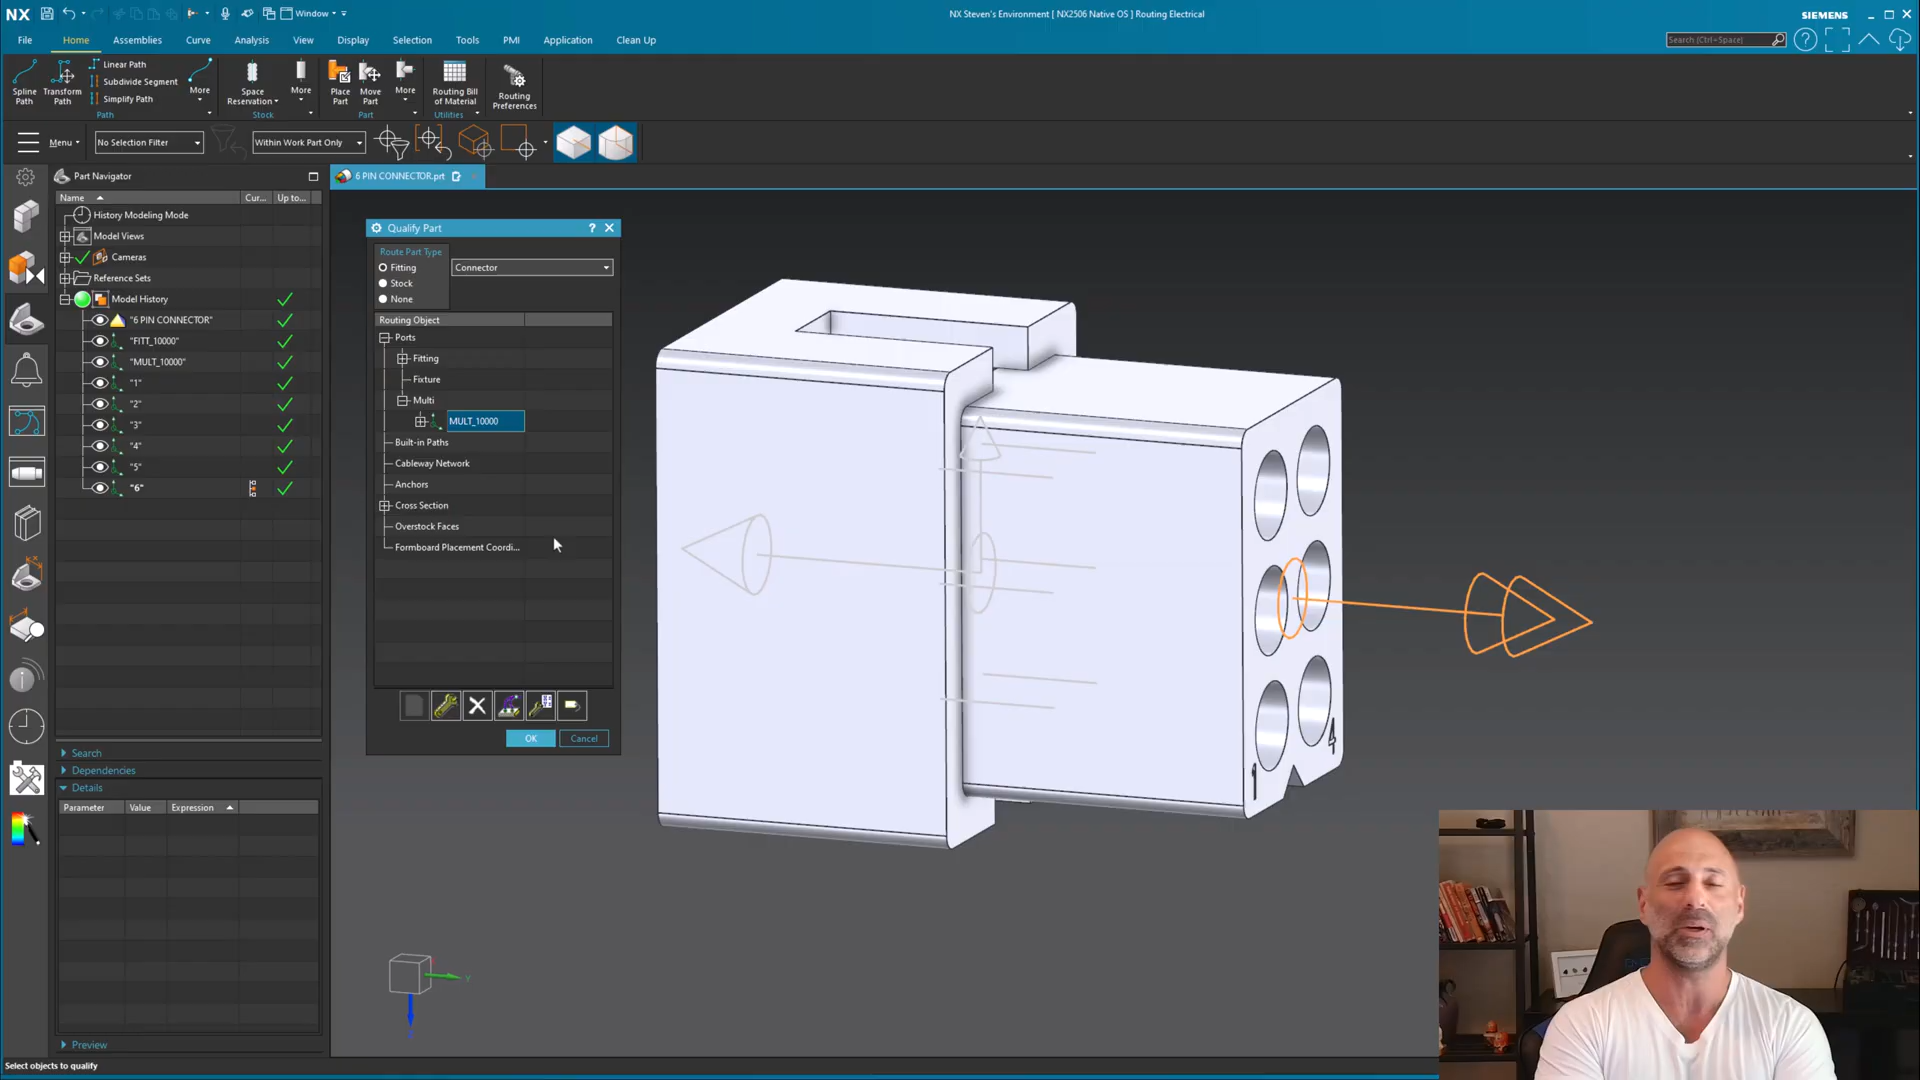 NX
Window
NX Steven's Environment [ NX2506 Native OS ] Routing Electrical
SIEMENS
File
Home
Assemblies
Curve
Analysis
View
Display
Selection
Tools
PMI
Application
Clean Up
Search (Ctrl+Space)
Spline Path
Transform Path
Linear Path
Subdivide Segment
Simplify Path
More
Space Reservation
More
Place Part
Move Part
More
Routing Bill of Material
Routing Preferences
Path
Stock
Part
Utilities
Menu
No Selection Filter
Within Work Part Only
Part Navigator
6 PIN CONNECTOR.prt
Name
Cur...
Up to...
History Modeling Mode
Model Views
Cameras
Reference Sets
Model History
"6 PIN CONNECTOR"
"FITT_10000"
"MULT_10000"
"1"
"2"
"3"
"4"
"5"
"6"
Search
Dependencies
Details
Parameter
Value
Expression
Preview
Select objects to qualify
Qualify Part
Route Part Type
Fitting
Connector
Stock
None
Routing Object
Ports
Fitting
Fixture
Multi
MULT_10000
Built-in Paths
Cableway Network
Anchors
Cross Section
Overstock Faces
Formboard Placement Coordi...
OK
Cancel
4
1
Y